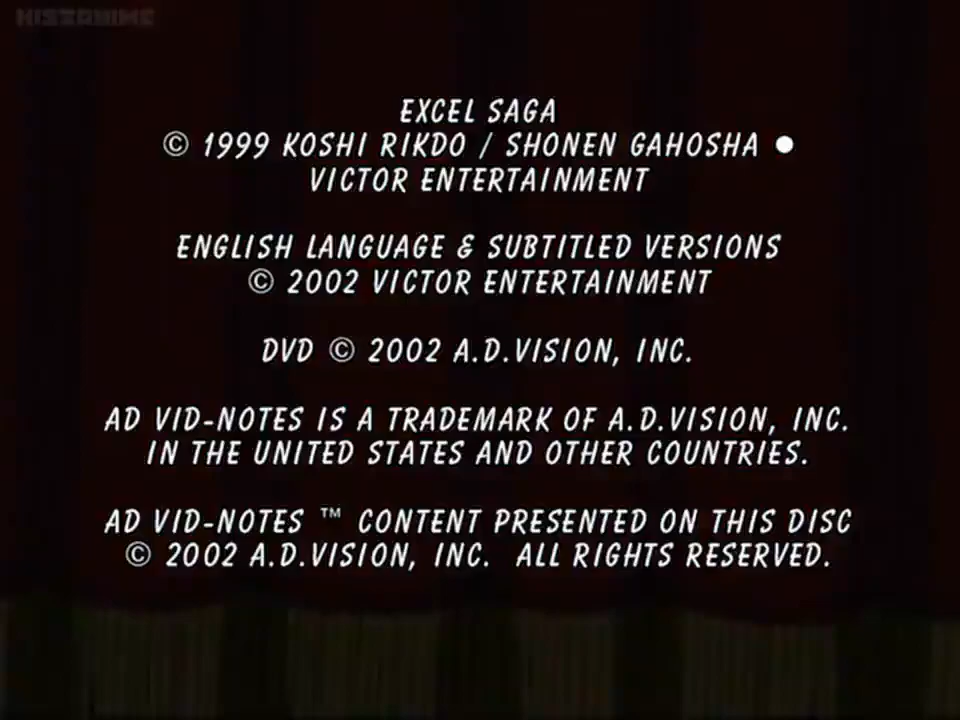 HISTANIME
EXCEL SAGA
© 1999 KOSHI RIKDO / SHONEN GAHOSHA ●
VICTOR ENTERTAINMENT
ENGLISH LANGUAGE & SUBTITLED VERSIONS
© 2002 VICTOR ENTERTAINMENT
DVD © 2002 A.D.VISION, INC.
AD VID-NOTES IS A TRADEMARK OF A.D.VISION, INC.
IN THE UNITED STATES AND OTHER COUNTRIES.
AD VID-NOTES ™ CONTENT PRESENTED ON THIS DISC
© 2002 A.D.VISION, INC. ALL RIGHTS RESERVED.